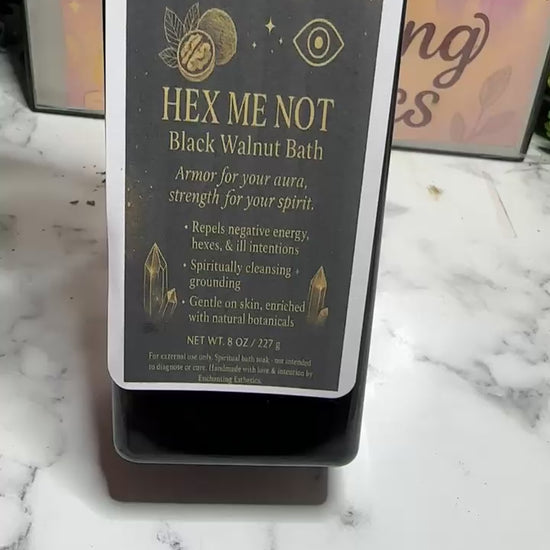 HEX ME NOT
Black Walnut Bath
Armor for your aura,
strength for your spirit.
• Repels negative energy,
hexes, & ill intentions
• Spiritually cleansing +
grounding
• Gentle on skin, enriched
with natural botanicals
NET WT. 8 OZ / 227 g
For external use only. Spiritual bath soak - not intended
to diagnose or cure. Handmade with love & intention by
Enchanting Esthetics.
ng
cs